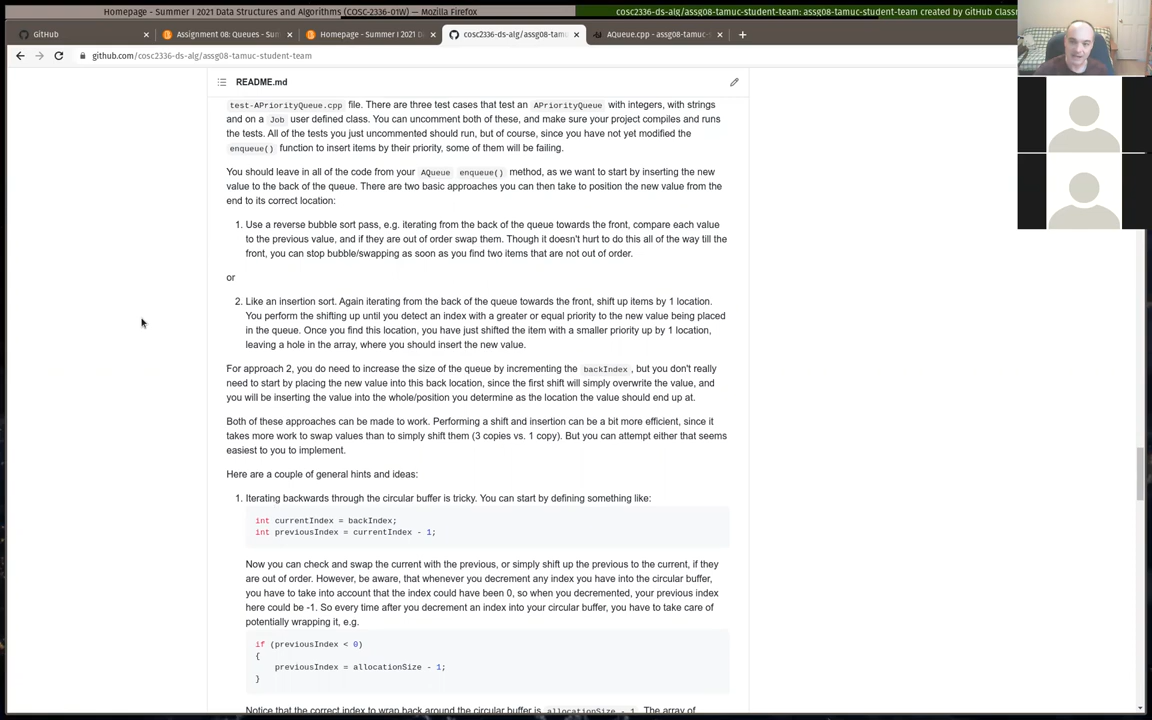 Homepage - Summer I 2021 Data Structures and Algorithms (COSC-2336-01W) — Mozilla Firefox
cosc2336-ds-alg/assg08-tamuc-student-team: assg08-tamuc-student-team created by GitHub Classr
GitHub
Assignment 08: Queues - Sum
Homepage - Summer I 2021 D
cosc2336-ds-alg/assg08-tamuc
AQueue.cpp - assg08-tamuc-s
github.com/cosc2336-ds-alg/assg08-tamuc-student-team
README.md
test-APriorityQueue.cpp file. There are three test cases that test an APriorityQueue with integers, with strings
and on a Job user defined class. You can uncomment both of these, and make sure your project compiles and runs
the tests. All of the tests you just uncommented should run, but of course, since you have not yet modified the
enqueue() function to insert items by their priority, some of them will be failing.
You should leave in all of the code from your AQueue enqueue() method, as we want to start by inserting the new
value to the back of the queue. There are two basic approaches you can then take to position the new value from the
end to its correct location:
1. Use a reverse bubble sort pass, e.g. iterating from the back of the queue towards the front, compare each value
to the previous value, and if they are out of order swap them. Though it doesn't hurt to do this all of the way till the
front, you can stop bubble/swapping as soon as you find two items that are not out of order.
or
2. Like an insertion sort. Again iterating from the back of the queue towards the front, shift up items by 1 location.
You perform the shifting up until you detect an index with a greater or equal priority to the new value being placed
in the queue. Once you find this location, you have just shifted the item with a smaller priority up by 1 location,
leaving a hole in the array, where you should insert the new value.
For approach 2, you do need to increase the size of the queue by incrementing the backIndex, but you don't really
need to start by placing the new value into this back location, since the first shift will simply overwrite the value, and
you will be inserting the value into the whole/position you determine as the location the value should end up at.
Both of these approaches can be made to work. Performing a shift and insertion can be a bit more efficient, since it
takes more work to swap values than to simply shift them (3 copies vs. 1 copy). But you can attempt either that seems
easiest to you to implement.
Here are a couple of general hints and ideas:
1. Iterating backwards through the circular buffer is tricky. You can start by defining something like:
int currentIndex = backIndex;
int previousIndex = currentIndex - 1;
Now you can check and swap the current with the previous, or simply shift up the previous to the current, if they
are out of order. However, be aware, that whenever you decrement any index you have into the circular buffer,
you have to take into account that the index could have been 0, so when you decremented, your previous index
here could be -1. So every time after you decrement an index into your circular buffer, you have to take care of
potentially wrapping it, e.g.
if (previousIndex < 0)
{
previousIndex = allocationSize - 1;
}
Notice that the correct index to wrap back around the circular buffer is allocationSize - 1. The array of